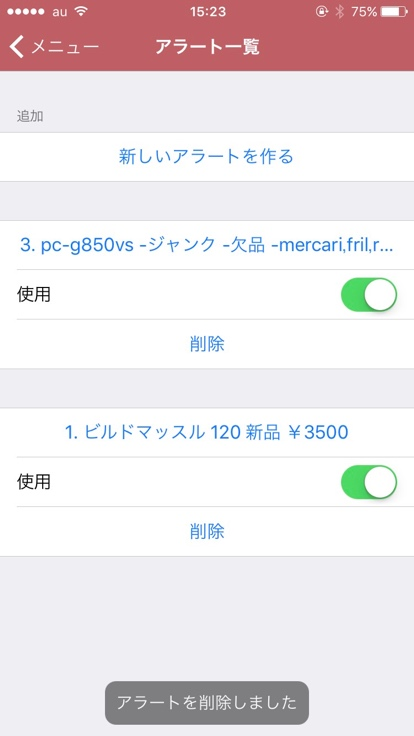 au 15:23 75%
メニュー アラート一覧
追加
新しいアラートを作る
3. pc-g850vs -ジャンク -欠品 -mercari,fril,r...
使用
削除
1. ビルドマッスル 120 新品 ￥3500
使用
削除
アラートを削除しました